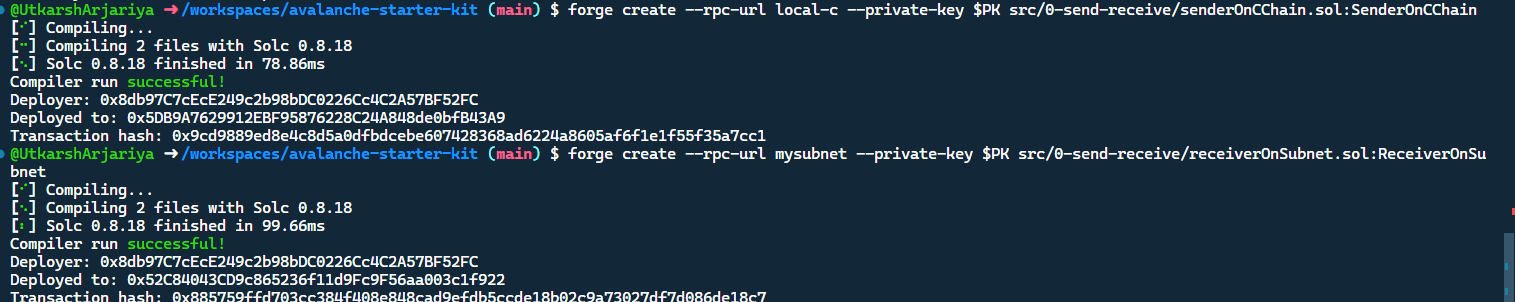 @UtkarshArjariya ➜ /workspaces/avalanche-starter-kit (main) $ forge create --rpc-url local-c --private-key $PK src/0-send-receive/senderOnCChain.sol:SenderOnCChain
[⠊] Compiling...
[⠒] Compiling 2 files with Solc 0.8.18
[⠢] Solc 0.8.18 finished in 78.86ms
Compiler run successful!
Deployer: 0x8db97C7cEcE249c2b98bDC0226Cc4C2A57BF52FC
Deployed to: 0x5DB9A7629912EBF95876228C24A848de0bfB43A9
Transaction hash: 0x9cd9889ed8e4c8d5a0dfbdcebe607428368ad6224a8605af6f1e1f55f35a7cc1
@UtkarshArjariya ➜ /workspaces/avalanche-starter-kit (main) $ forge create --rpc-url mysubnet --private-key $PK src/0-send-receive/receiverOnSubnet.sol:ReceiverOnSu
bnet
[⠊] Compiling...
[⠢] Compiling 2 files with Solc 0.8.18
[⠆] Solc 0.8.18 finished in 99.66ms
Compiler run successful!
Deployer: 0x8db97C7cEcE249c2b98bDC0226Cc4C2A57BF52FC
Deployed to: 0x52C84043CD9c865236f11d9Fc9F56aa003c1f922
Transaction hash: 0x885759ffd703cc384f408e848cad9efdb5ccde18b02c9a73027df7d086de18c7